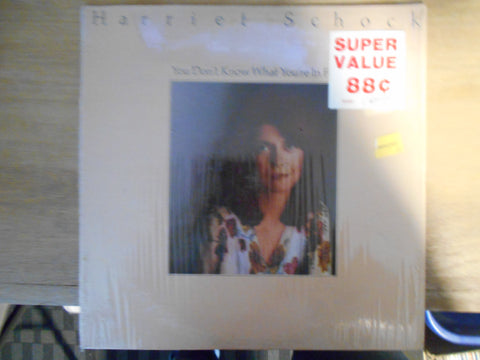 Harriet Schock
You Don't Know What You're In
SUPER
VALUE
88¢